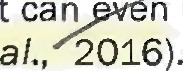 t can even
al., 2016).